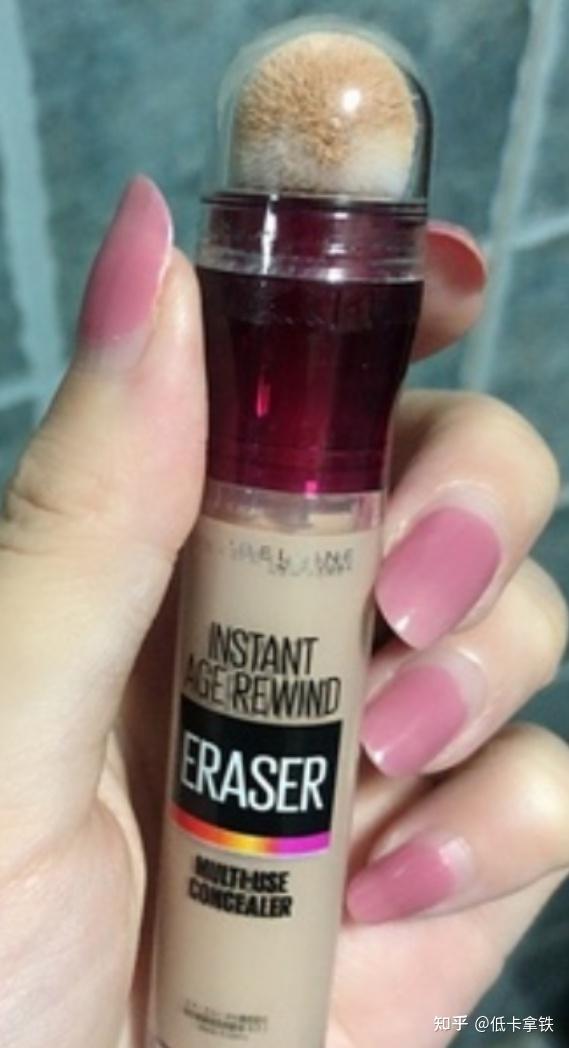 INSTANT
AGE REWIND
ERASER
MULTI-USE
CONCEALER
知乎 @低卡拿铁